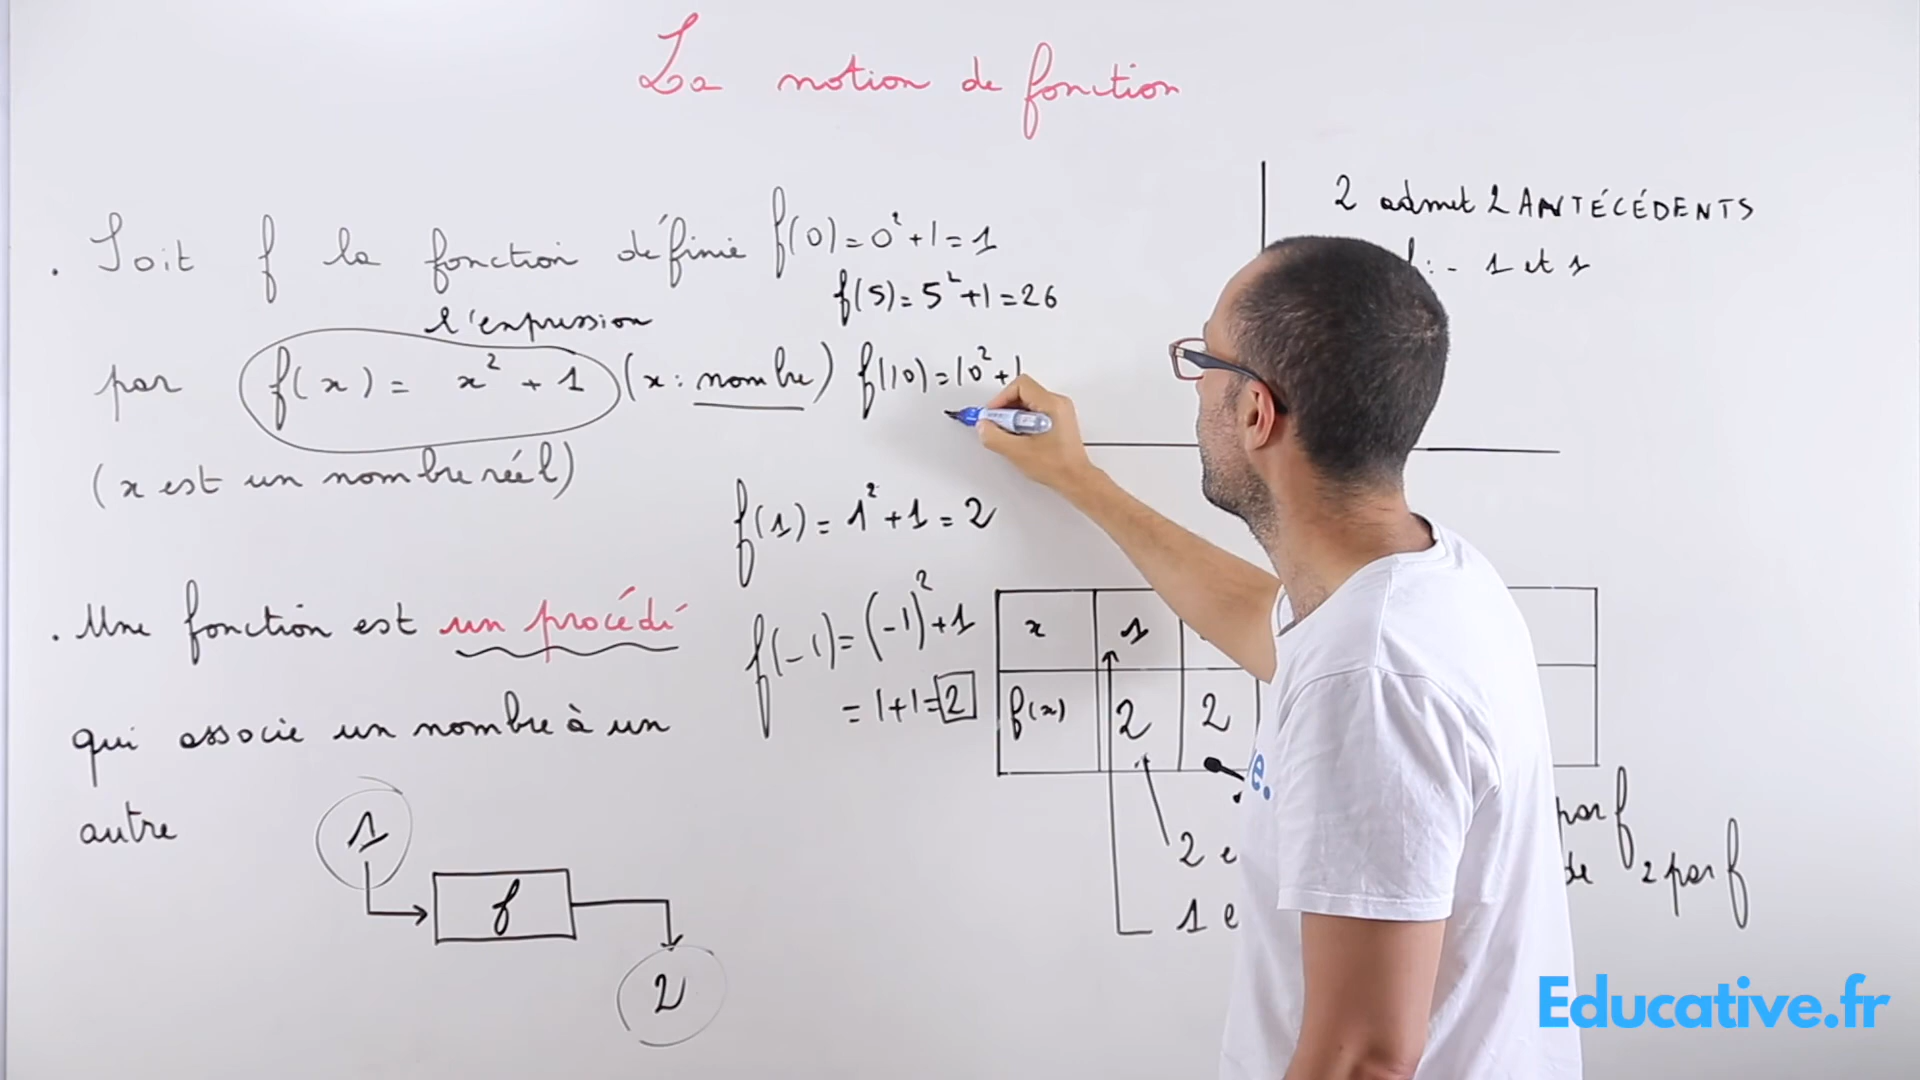 La notion de fonction
. Soit f la fonction définie
l'expression
par f(x) = x² + 1 (x : nombre)
(x est un nombre réel)
f(0) = 0² + 1 = 1
f(5) = 5² + 1 = 26
f(10) = 10² + 1
f(1) = 1² + 1 = 2
f(-1) = (-1)² + 1
= 1 + 1 = 2
. Une fonction est un procédé
qui associe un nombre à un
autre
1
f
2
2 admet 2 ANTÉCÉDENTS
: - 1 et 1
x 1
f(x) 2 2
2 e
par f
1 e
de 2 par f
e.
Educative.fr